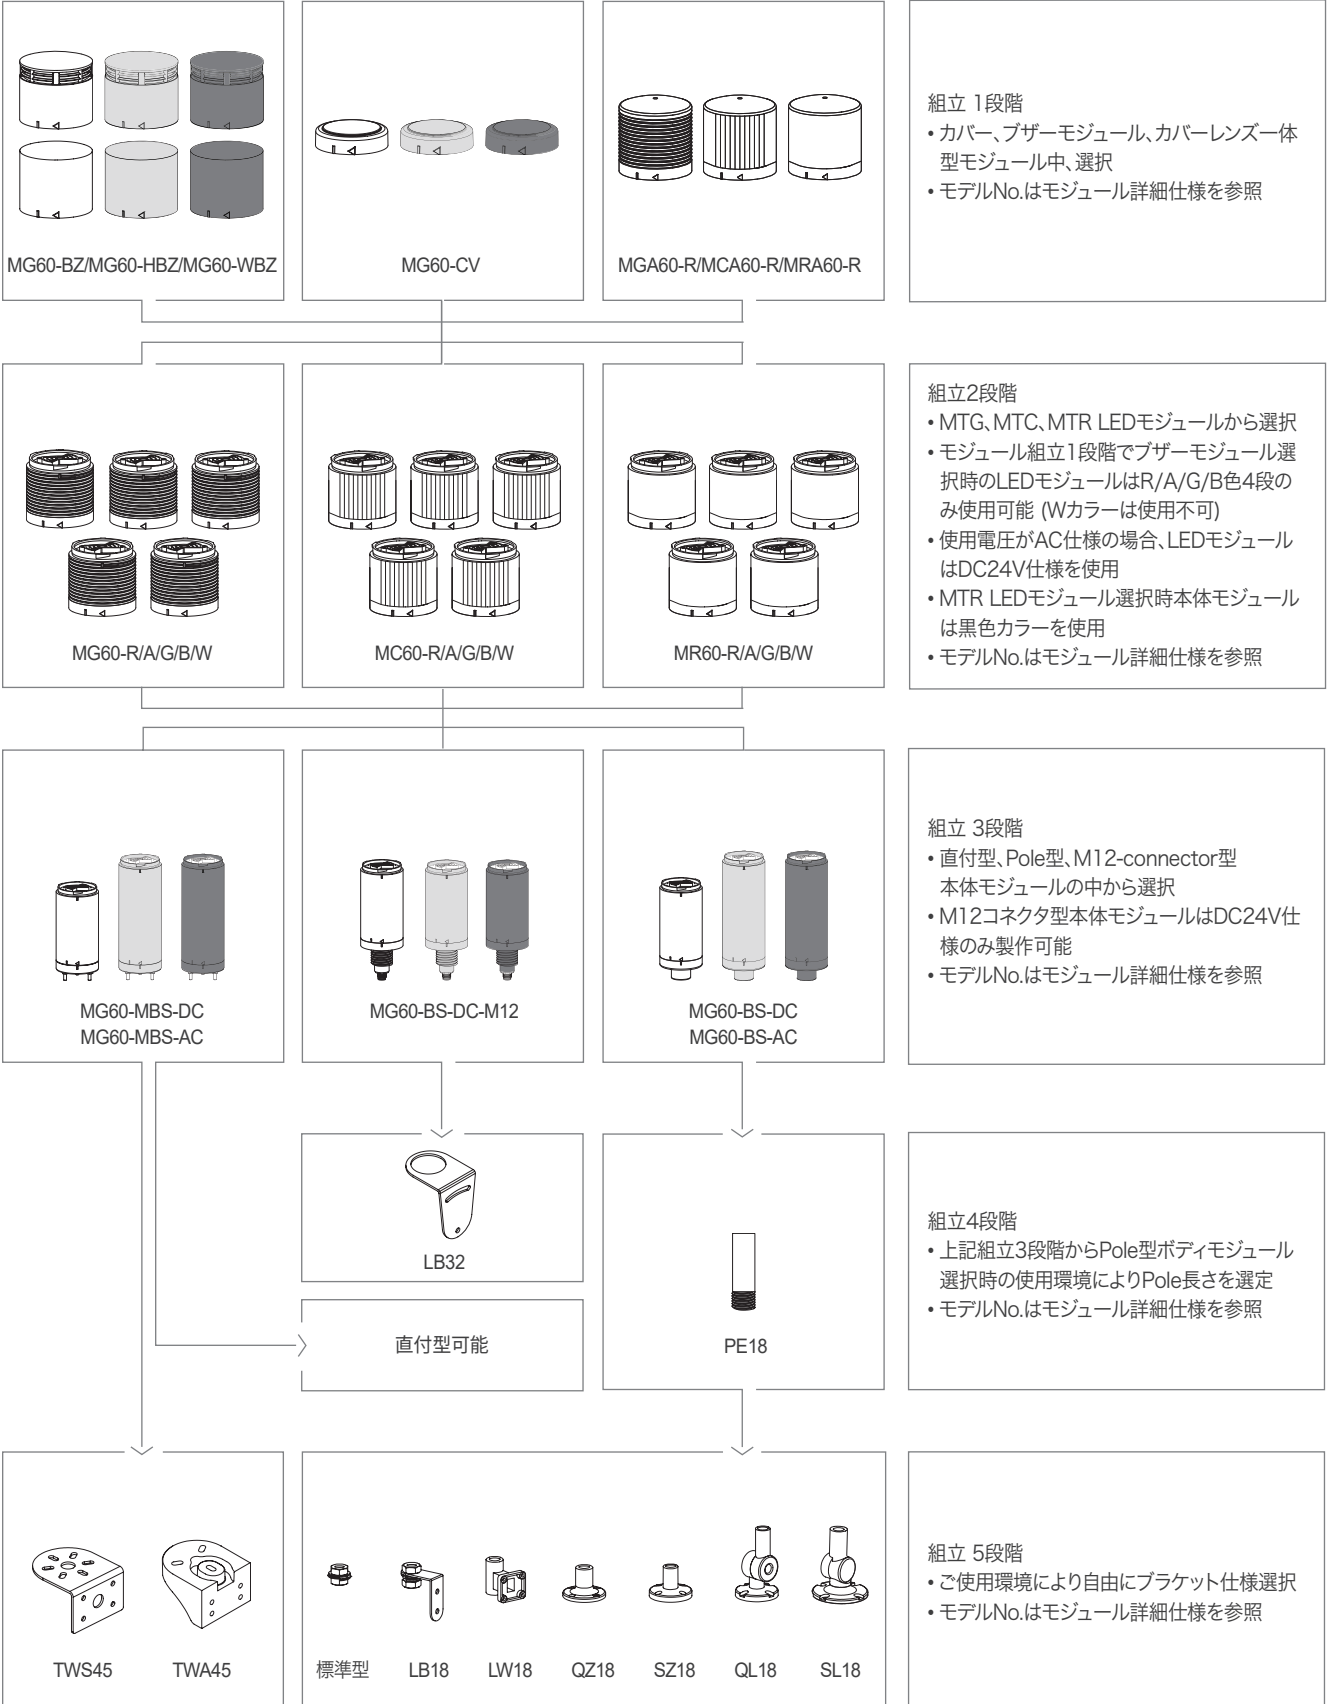 MG60-BZ/MG60-HBZ/MG60-WBZ
MG60-CV
MGA60-R/MCA60-R/MRA60-R
組立 1段階
• カバー、ブザーモジュール、カバーレンズ一体
型モジュール中、選択
• モデルNo.はモジュール詳細仕様を参照
MG60-R/A/G/B/W
MC60-R/A/G/B/W
MR60-R/A/G/B/W
組立2段階
• MTG、MTC、MTR LEDモジュールから選択
• モジュール組立1段階でブザーモジュール選
択時のLEDモジュールはR/A/G/B色4段の
み使用可能 (Wカラーは使用不可)
• 使用電圧がAC仕様の場合、LEDモジュール
はDC24V仕様を使用
• MTR LEDモジュール選択時本体モジュール
は黒色カラーを使用
• モデルNo.はモジュール詳細仕様を参照
MG60-MBS-DC
MG60-MBS-AC
MG60-BS-DC-M12
MG60-BS-DC
MG60-BS-AC
組立 3段階
• 直付型、Pole型、M12-connector型
本体モジュールの中から選択
• M12コネクタ型本体モジュールはDC24V仕
様のみ製作可能
• モデルNo.はモジュール詳細仕様を参照
LB32
直付型可能
PE18
組立4段階
• 上記組立3段階からPole型ボディモジュール
選択時の使用環境によりPole長さを選定
• モデルNo.はモジュール詳細仕様を参照
TWS45
TWA45
標準型
LB18
LW18
QZ18
SZ18
QL18
SL18
組立 5段階
• ご使用環境により自由にブラケット仕様選択
• モデルNo.はモジュール詳細仕様を参照